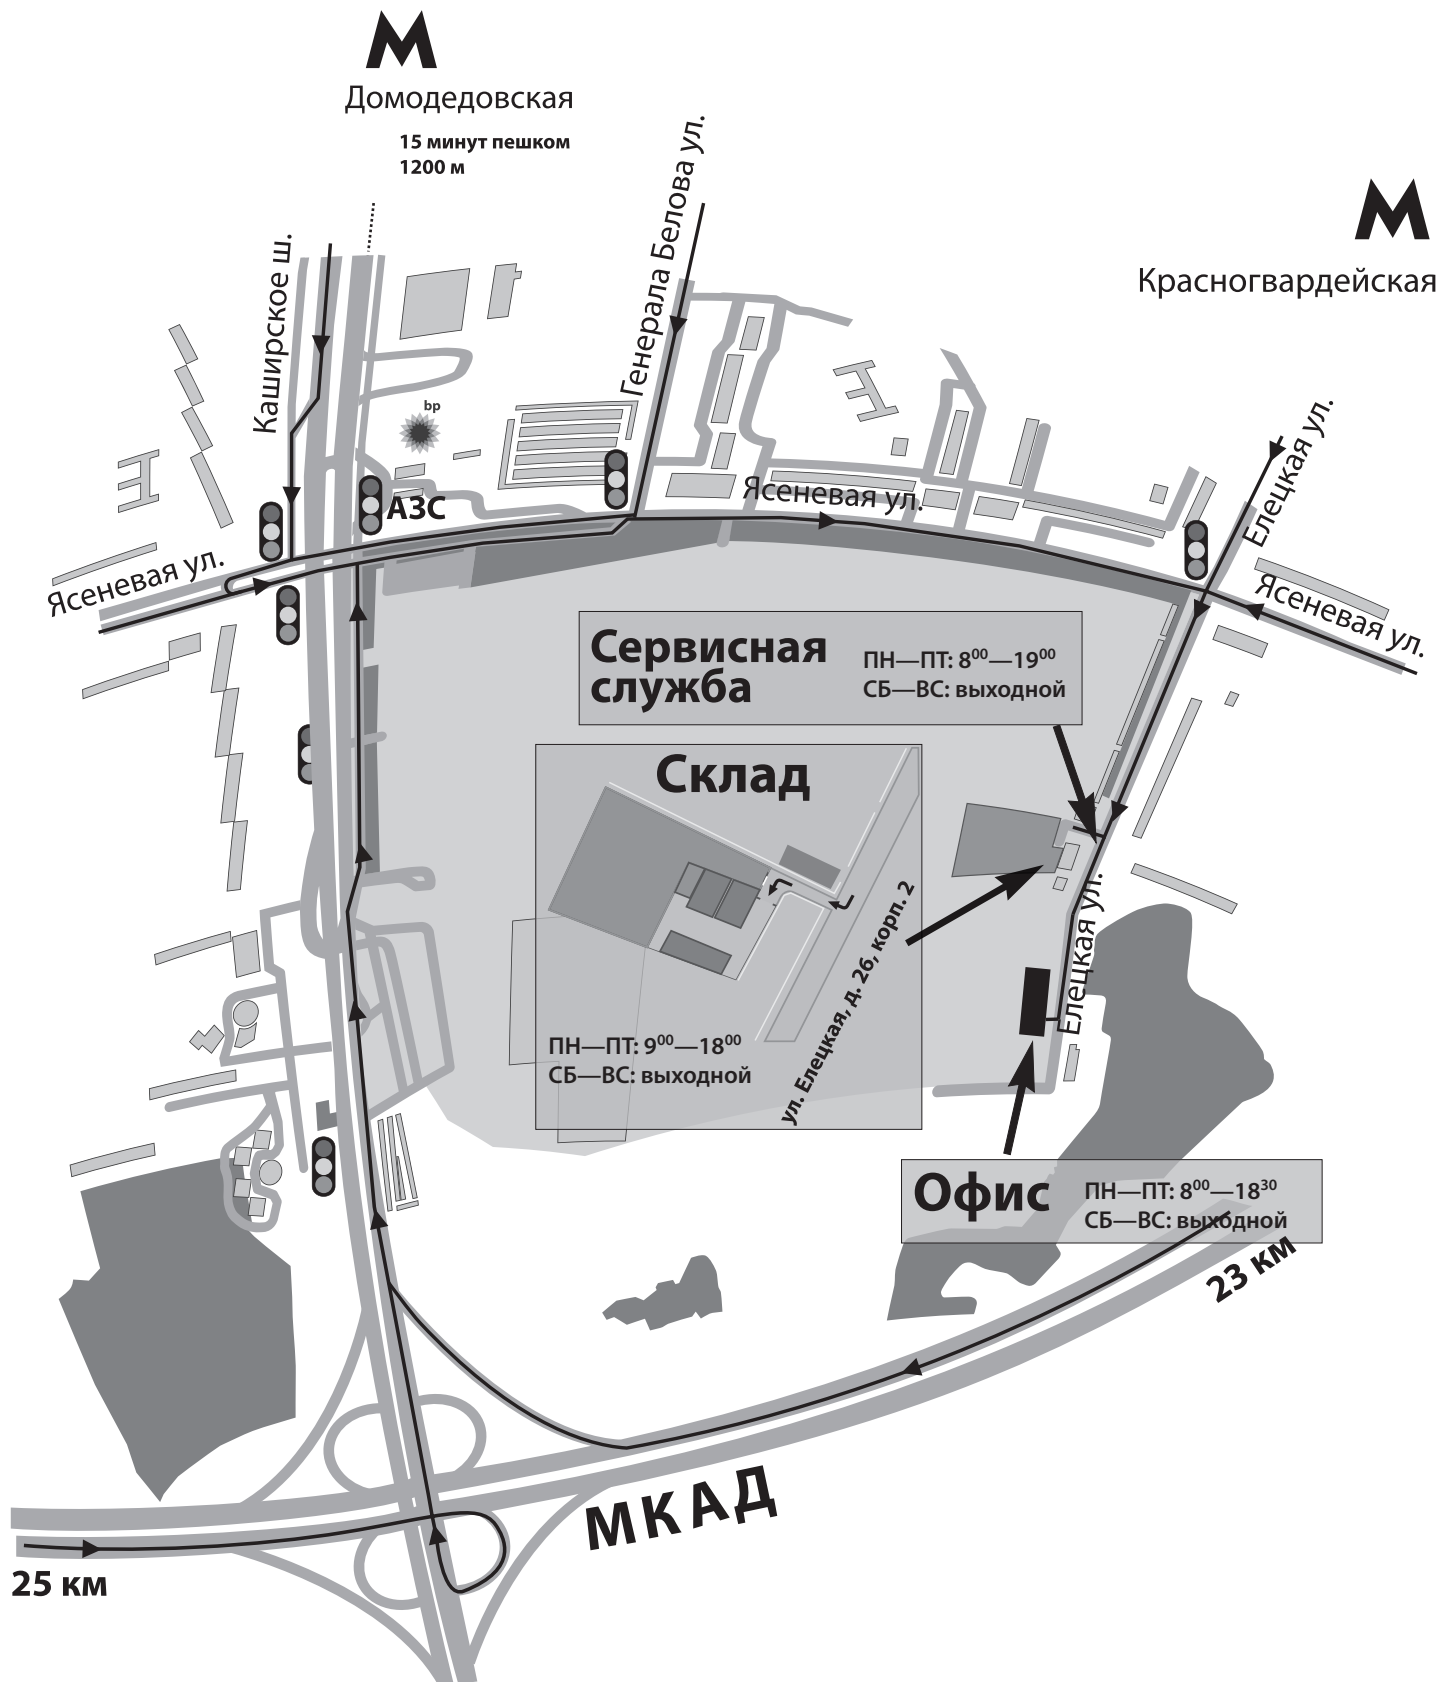 М
Домодедовская
15 минут пешком
1200 м
М
Красногвардейская
Каширское ш.
Генерала Белова ул.
bp
АЗС
Ясеневая ул.
Елецкая ул.
Ясеневая ул.
Ясеневая ул.
Сервисная
служба
ПН—ПТ: 8⁰⁰—19⁰⁰
СБ—ВС: выходной
Склад
ПН—ПТ: 9⁰⁰—18⁰⁰
СБ—ВС: выходной
ул. Елецкая, д. 26, корп. 2
Елецкая ул.
Офис
ПН—ПТ: 8⁰⁰—18³⁰
СБ—ВС: выходной
23 км
МКАД
25 км